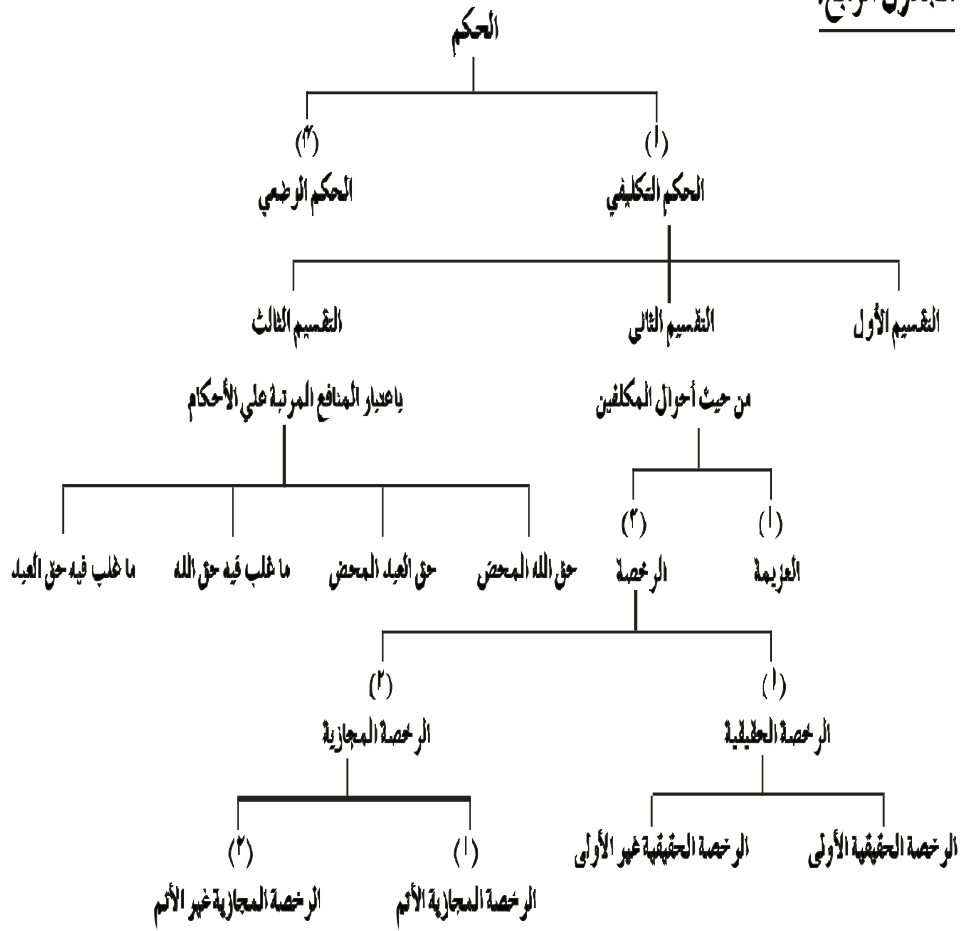 الحكم
(١) (٢)
الحكم التكليفي الحكم الوضعي
التقسيم الأول التقسيم الثانى التقسيم الثالث
من حيث أحوال المكلفين باعتبار المنافع المرتبة علي الأحكام
(١) (٢)
العزيمة الرخصة حق الله المحض حق العبد المحض ما غلب فيه حق الله ما غلب فيه حق العبد
(١) (٢)
الرخصة الحقيقية الرخصة المجازية
الرخصة الحقيقية الأولى الرخصة الحقيقية غير الأولى
(١) (٢)
الرخصة المجازية الأتم الرخصة المجازية غير الأتم